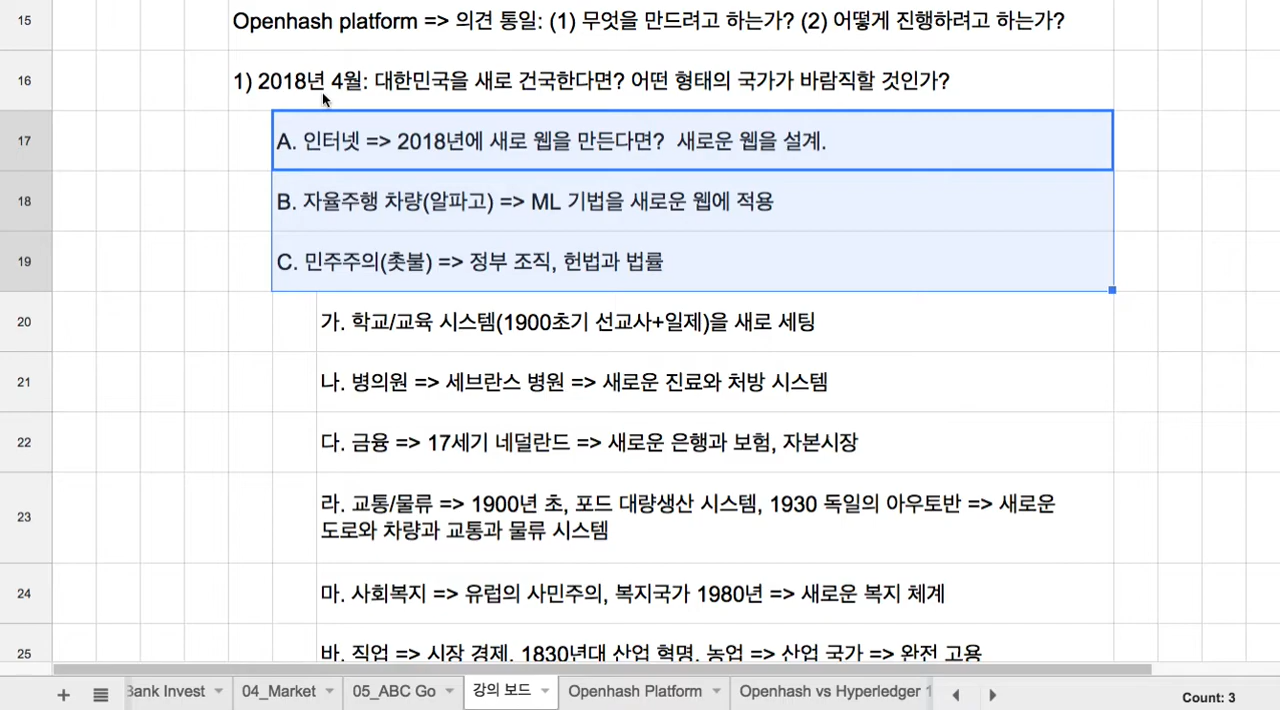 15
Openhash platform => 의견 통일: (1) 무엇을 만드려고 하는가? (2) 어떻게 진행하려고 하는가?
16
1) 2018년 4월: 대한민국을 새로 건국한다면? 어떤 형태의 국가가 바람직할 것인가?
17
A. 인터넷 => 2018년에 새로 웹을 만든다면? 새로운 웹을 설계.
18
B. 자율주행 차량(알파고) => ML 기법을 새로운 웹에 적용
19
C. 민주주의(촛불) => 정부 조직, 헌법과 법률
20
가. 학교/교육 시스템(1900초기 선교사+일제)을 새로 세팅
21
나. 병의원 => 세브란스 병원 => 새로운 진료와 처방 시스템
22
다. 금융 => 17세기 네덜란드 => 새로운 은행과 보험, 자본시장
23
라. 교통/물류 => 1900년 초, 포드 대량생산 시스템, 1930 독일의 아우토반 => 새로운
도로와 차량과 교통과 물류 시스템
24
마. 사회복지 => 유럽의 사민주의, 복지국가 1980년 => 새로운 복지 체계
25
바. 직업 => 시장 경제, 1830년대 산업 혁명, 농업 => 산업 국가 => 완전 고용
Bank Invest 04_Market 05_ABC Go 강의 보드 Openhash Platform Openhash vs Hyperledger 1
Count: 3